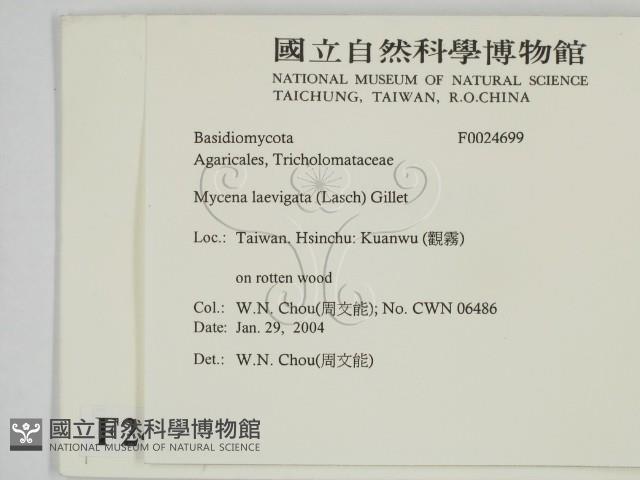 國立自然科學博物館
NATIONAL MUSEUM OF NATURAL SCIENCE
TAICHUNG, TAIWAN, R.O.CHINA
Basidiomycota F0024699
Agaricales, Tricholomataceae
Mycena laevigata (Lasch) Gillet
Loc.: Taiwan. Hsinchu: Kuanwu (觀霧)
on rotten wood
Col.: W.N. Chou(周文能); No. CWN 06486
Date: Jan. 29, 2004
Det.: W.N. Chou(周文能)
F2
國立自然科學博物館
NATIONAL MUSEUM OF NATURAL SCIENCE